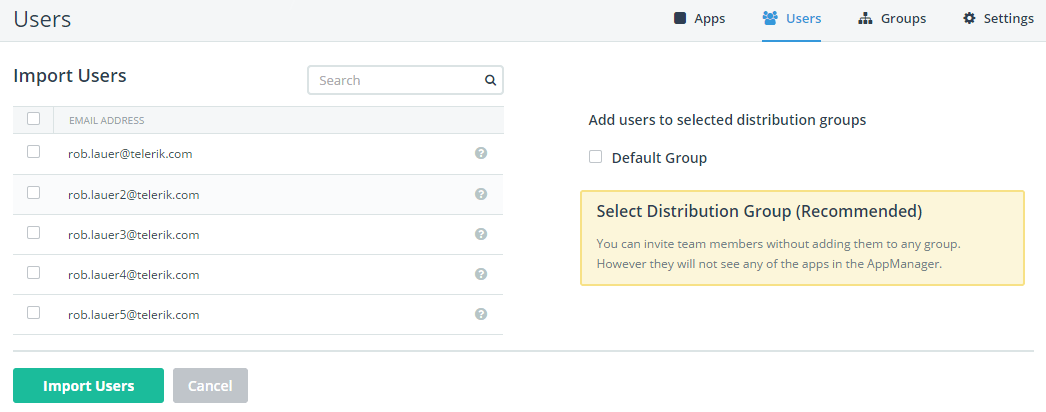 Users
Apps
Users
Groups
Settings
Import Users
Search
EMAIL ADDRESS
rob.lauer@telerik.com
?
rob.lauer2@telerik.com
?
rob.lauer3@telerik.com
?
rob.lauer4@telerik.com
?
rob.lauer5@telerik.com
?
Add users to selected distribution groups
Default Group
Select Distribution Group (Recommended)
You can invite team members without adding them to any group.
However they will not see any of the apps in the AppManager.
Import Users
Cancel